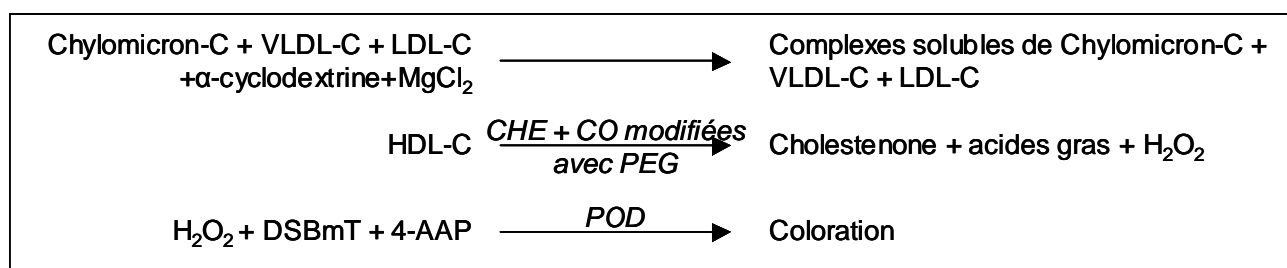 Chylomicron-C + VLDL-C + LDL-C
+α-cyclodextrine+MgCl₂
Complexes solubles de Chylomicron-C +
VLDL-C + LDL-C
HDL-C
CHE + CO modifiées
avec PEG
Cholestenone + acides gras + H₂O₂
H₂O₂ + DSBmT + 4-AAP
POD
Coloration